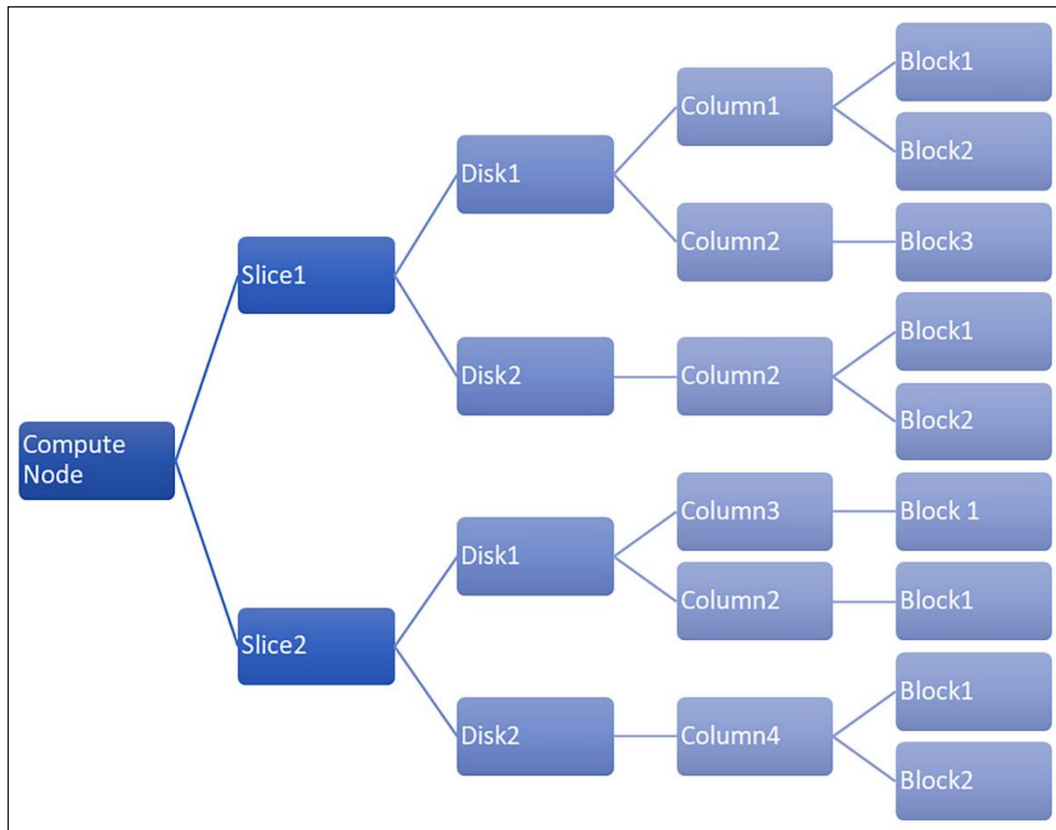 Compute
Node
Slice1
Disk1
Column1
Block1
Block2
Column2
Block3
Disk2
Column2
Block1
Block2
Slice2
Disk1
Column3
Block 1
Column2
Block1
Disk2
Column4
Block1
Block2